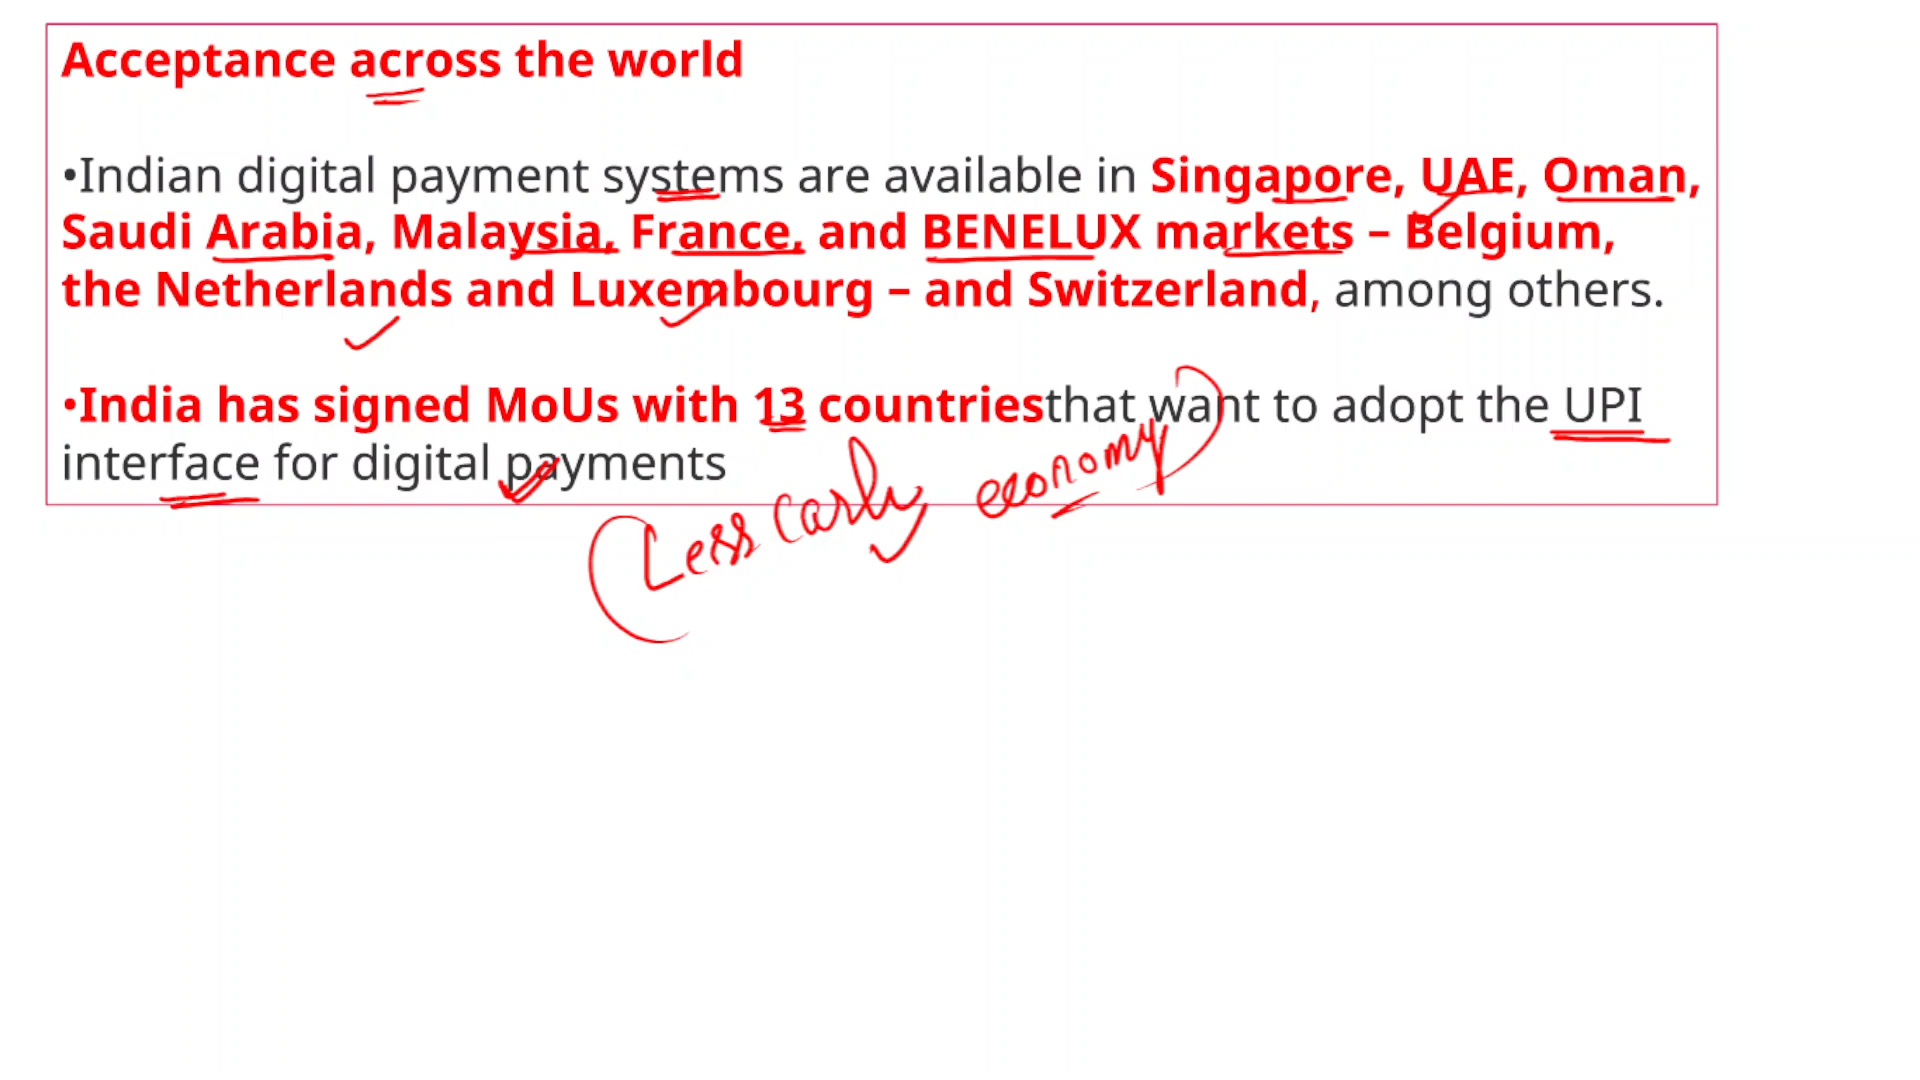 Acceptance across the world
•Indian digital payment systems are available in Singapore, UAE, Oman,
Saudi Arabia, Malaysia, France, and BENELUX markets – Belgium,
the Netherlands and Luxembourg – and Switzerland, among others.
•India has signed MoUs with 13 countriesthat want to adopt the UPI
interface for digital payments
(Less economy)